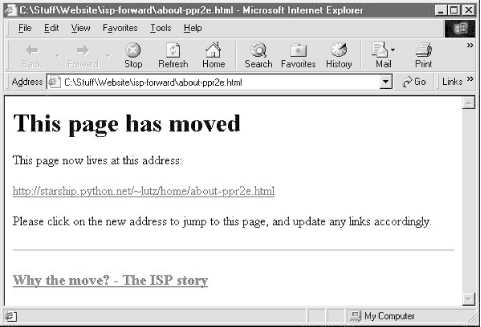 C:\Stuff\Website\isp-forward\about-ppr2e.html - Microsoft Internet Explorer
File Edit View Favorites Tools Help
Back Forward Stop Refresh Home Search Favorites History Mail Print
Address C:\Stuff\Website\isp-forward\about-ppr2e.html Go Links »
This page has moved
This page now lives at this address:
http://starship.python.net/~lutz/home/about-ppr2e.html
Please click on the new address to jump to this page, and update any links accordingly.
Why the move? - The ISP story
My Computer